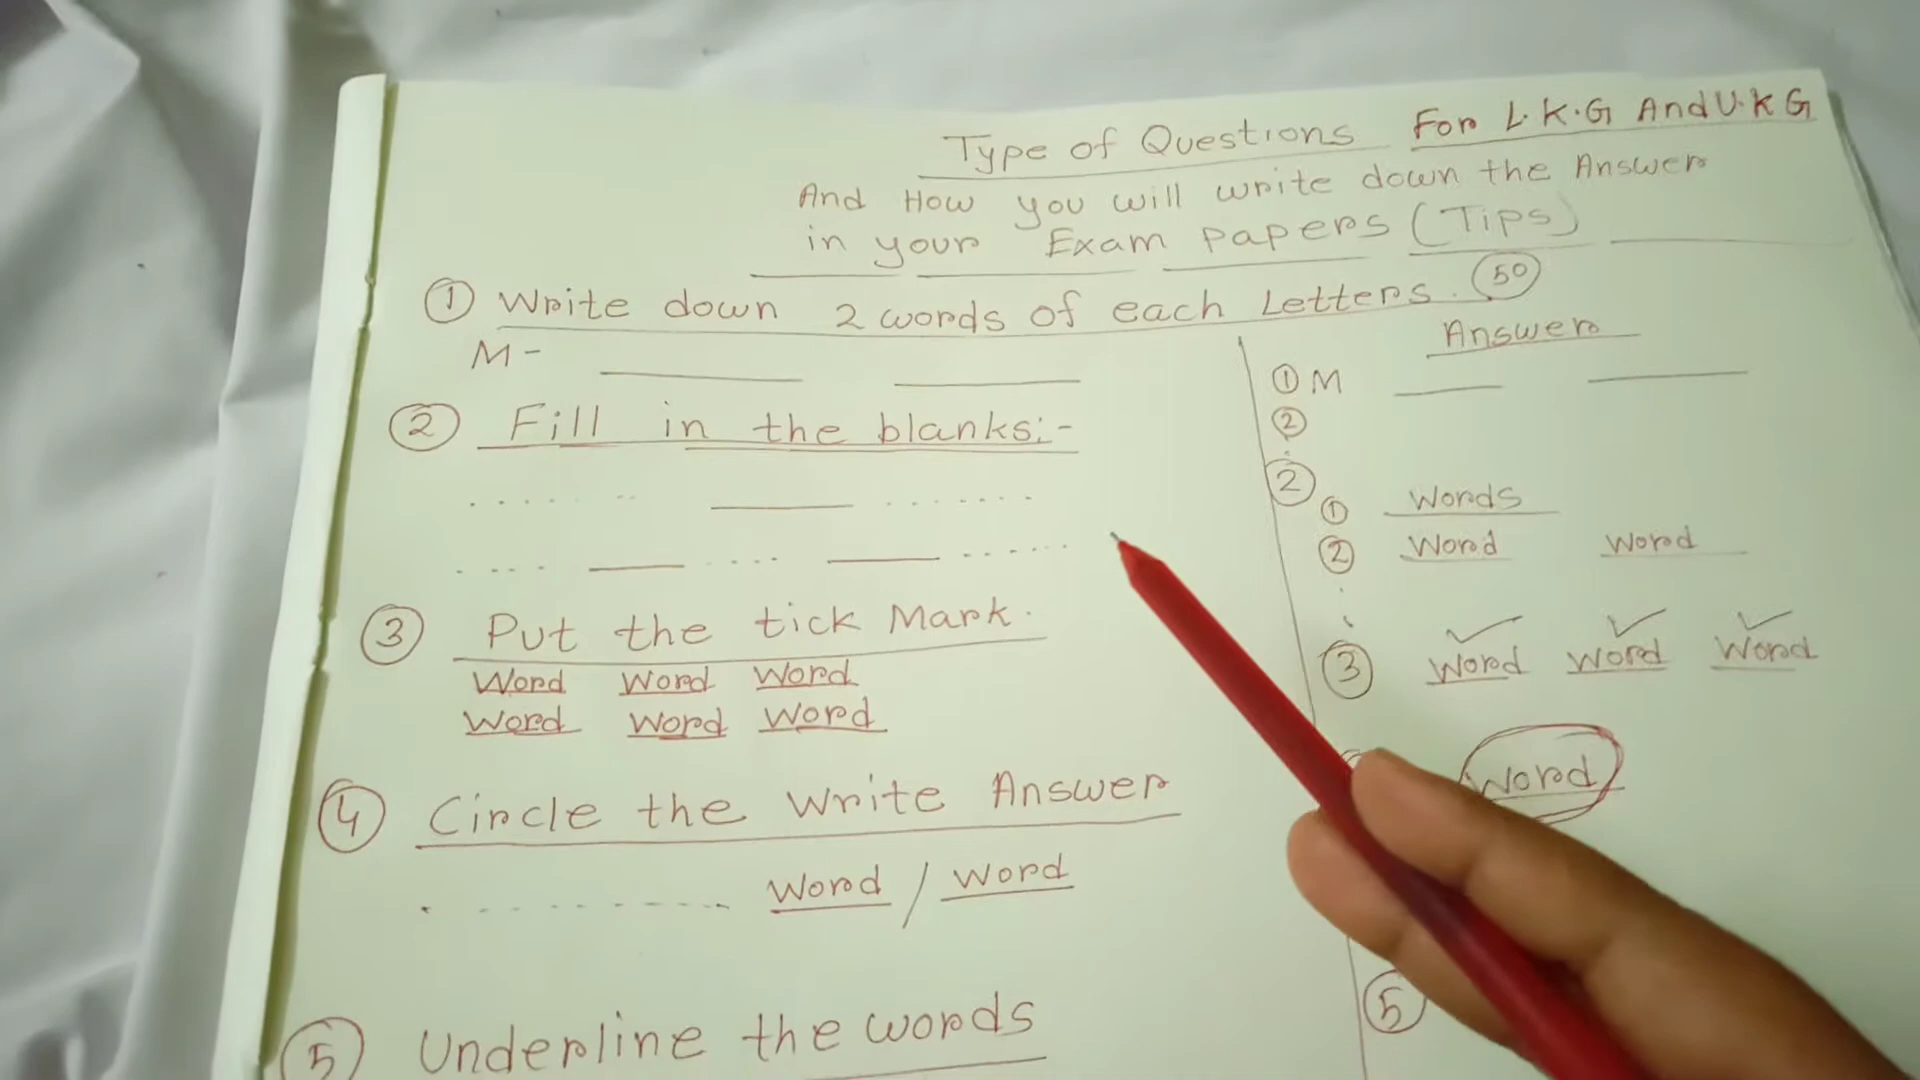 Type of Questions For L.K.G And U.K G
And How you will write down the Answer
in your Exam papers (Tips)
① Write down 2 words of each Letters. 50
M -
② Fill in the blanks:-
③ Put the tick Mark.
Word Word Word
Word Word Word
④ Circle the Write Answer
Word / Word
⑤ Underline the words
Answer
① M
②
②
① Words
② Word Word
③ Word Word Word
Word
⑤